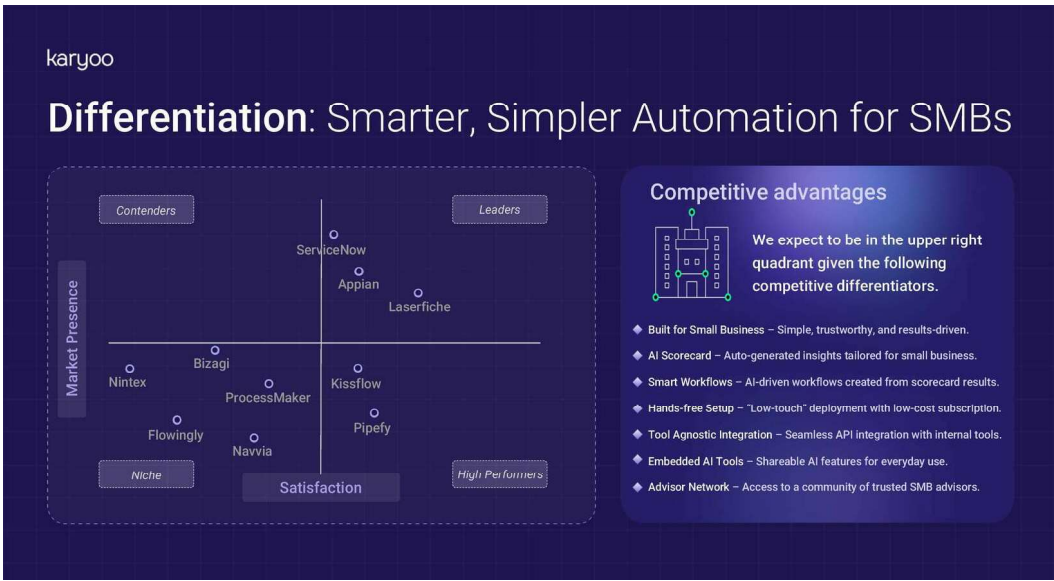 karyoo
Differentiation: Smarter, Simpler Automation for SMBs
Contenders
Leaders
ServiceNow
Appian
Laserfiche
Market Presence
Bizagi
Nintex
Kissflow
ProcessMaker
Flowingly
Pipefy
Navvia
Niche
High Performers
Satisfaction
Competitive advantages
We expect to be in the upper right
quadrant given the following
competitive differentiators.
Built for Small Business – Simple, trustworthy, and results-driven.
AI Scorecard – Auto-generated insights tailored for small business.
Smart Workflows – AI-driven workflows created from scorecard results.
Hands-free Setup – "Low-touch" deployment with low-cost subscription.
Tool Agnostic Integration – Seamless API integration with internal tools.
Embedded AI Tools – Shareable AI features for everyday use.
Advisor Network – Access to a community of trusted SMB advisors.